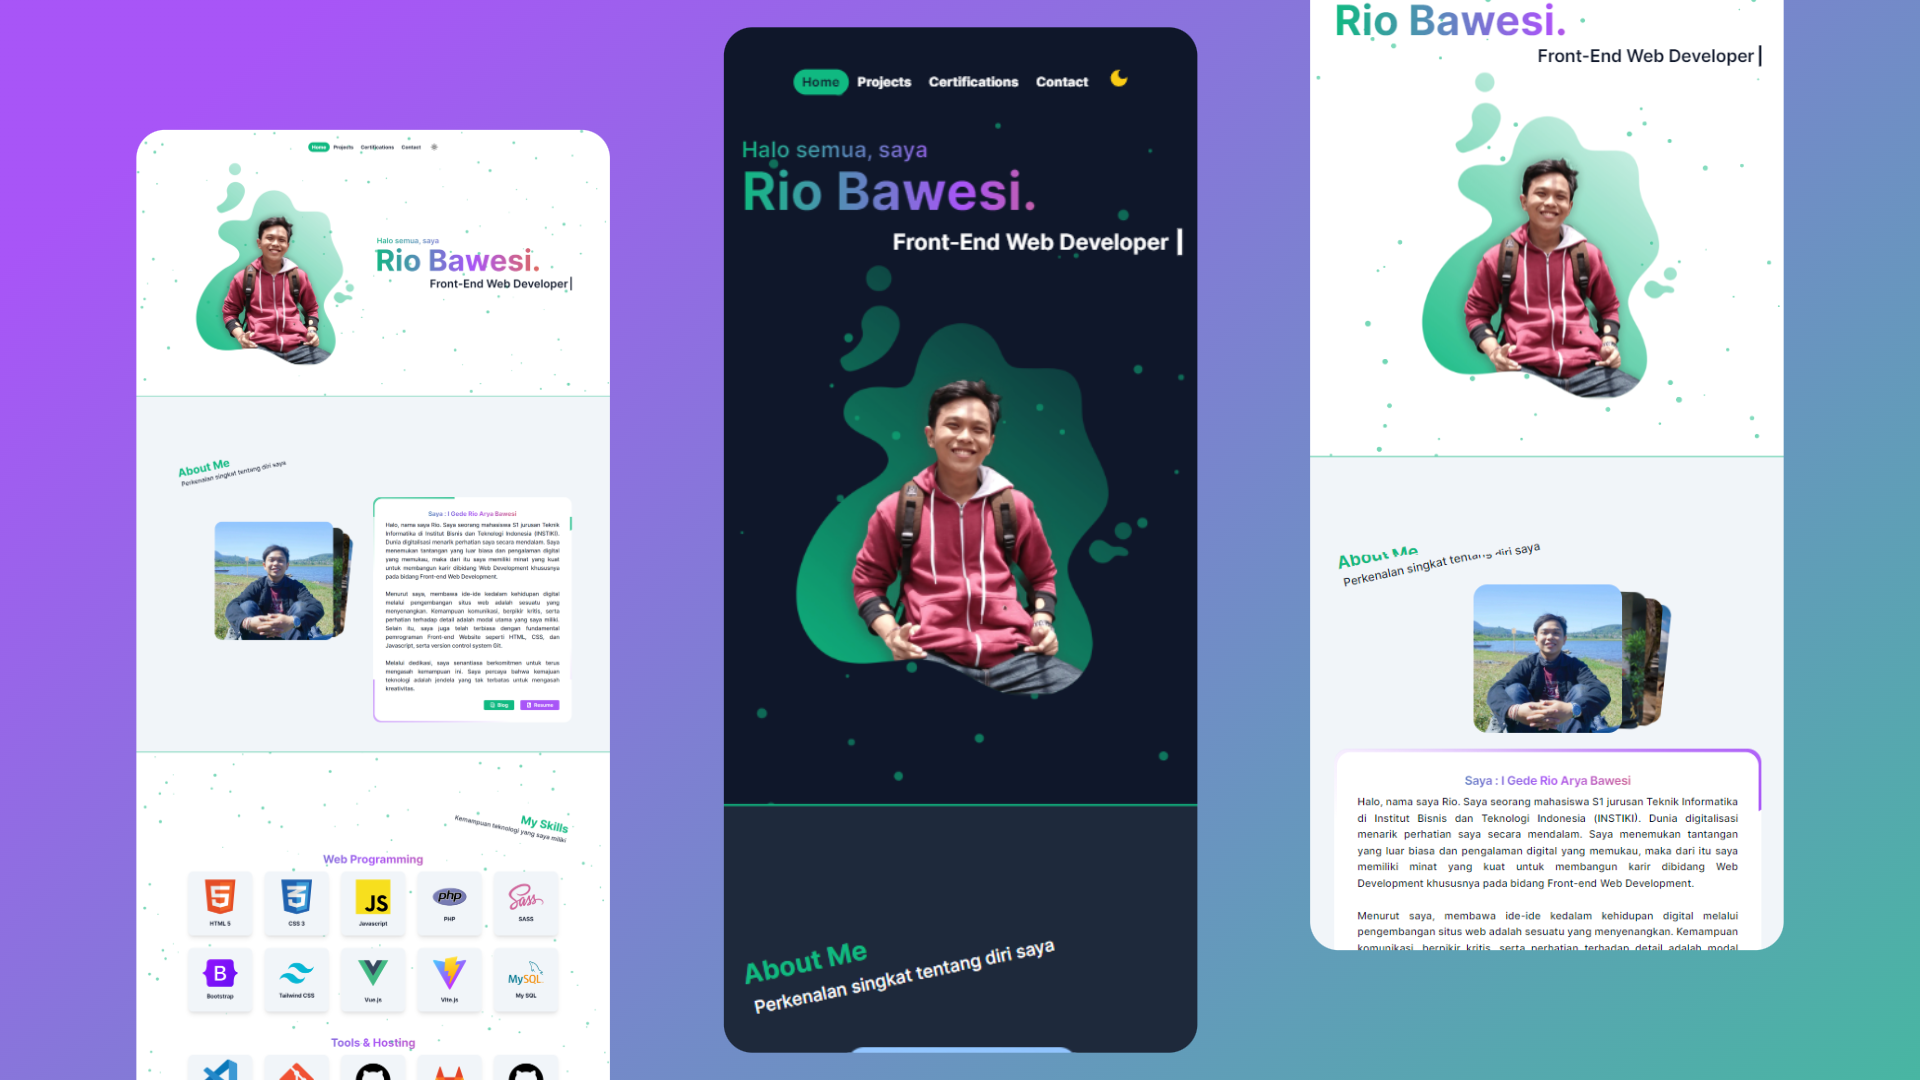 Home Projects Certifications Contact
Halo semua, saya
Rio Bawesi.
Front-End Web Developer
About Me
Perkenalan singkat tentang diri saya
Saya : I Gede Rio Arya Bawesi
Halo, nama saya Rio. Saya seorang mahasiswa S1 jurusan Teknik
Informatika di Institut Bisnis dan Teknologi Indonesia (INSTIKI).
Dunia digitalisasi menarik perhatian saya secara mendalam. Saya
menemukan tantangan yang luar biasa dan pengalaman digital
yang memukau, maka dari itu saya memiliki minat yang kuat
untuk membangun karir dibidang Web Development khususnya
pada bidang Front-end Web Development.
Menurut saya, membawa ide-ide kedalam kehidupan digital
melalui pengembangan situs web adalah sesuatu yang
menyenangkan. Kemampuan komunikasi, berpikir kritis, serta
perhatian terhadap detail adalah modal utama yang saya miliki.
Selain itu, saya juga telah terbiasa dengan fundamental
pemrograman Front-end Website seperti HTML, CSS, dan
Javascript, serta version control system Git.
Melalui dedikasi, saya senantiasa berkomitmen untuk terus
mengasah kemampuan ini. Saya percaya bahwa kemajuan
teknologi adalah jendela yang tak terbatas untuk mengasah
kreativitas.
Blog Resume
My Skills
Kemampuan teknologi yang saya miliki
Web Programming
HTML 5 CSS 3 JS Javascript php PHP Sass SASS
B Bootstrap Tailwind CSS Vue.js Vite.js MySQL My SQL
Tools & Hosting
Home Projects Certifications Contact
Halo semua, saya
Rio Bawesi.
Front-End Web Developer
About Me
Perkenalan singkat tentang diri saya
Rio Bawesi.
Front-End Web Developer
About Me
Perkenalan singkat tentang diri saya
Saya : I Gede Rio Arya Bawesi
Halo, nama saya Rio. Saya seorang mahasiswa S1 jurusan Teknik Informatika
di Institut Bisnis dan Teknologi Indonesia (INSTIKI). Dunia digitalisasi
menarik perhatian saya secara mendalam. Saya menemukan tantangan
yang luar biasa dan pengalaman digital yang memukau, maka dari itu saya
memiliki minat yang kuat untuk membangun karir dibidang Web
Development khususnya pada bidang Front-end Web Development.
Menurut saya, membawa ide-ide kedalam kehidupan digital melalui
pengembangan situs web adalah sesuatu yang menyenangkan. Kemampuan
komunikasi, berpikir kritis, serta perhatian terhadap detail adalah modal